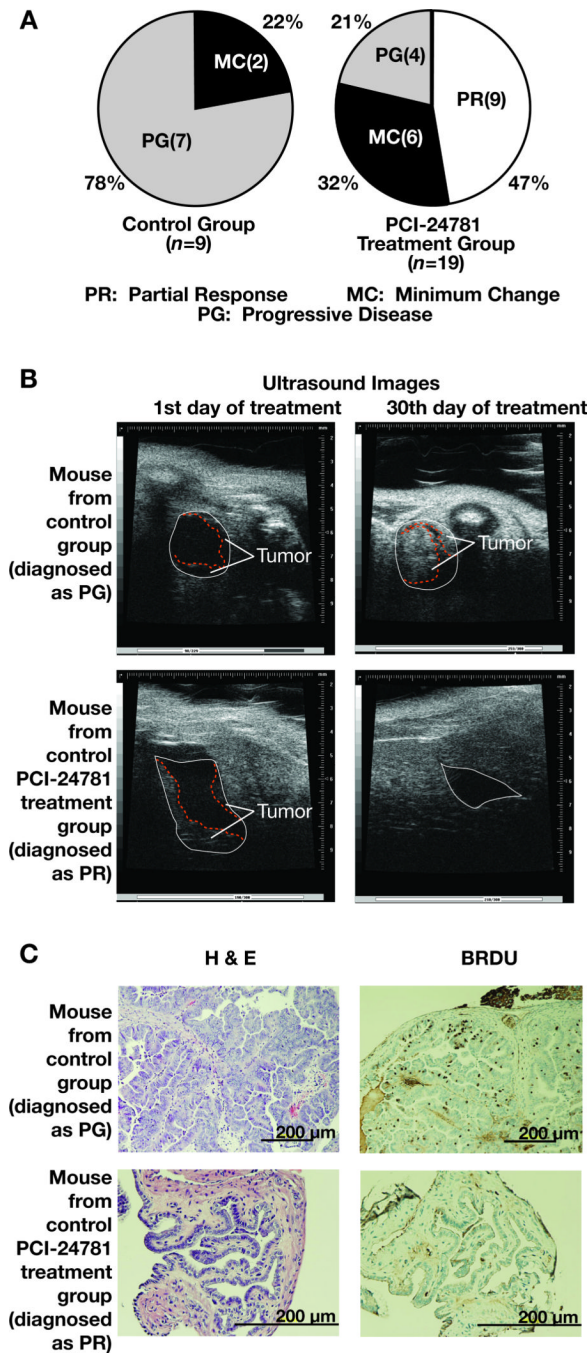 A
22%
MC(2)
PG(7)
78%
Control Group
(n=9)
21%
PG(4)
PR(9)
MC(6)
32%
47%
PCI-24781
Treatment Group
(n=19)
PR: Partial Response
MC: Minimum Change
PG: Progressive Disease
B
Ultrasound Images
1st day of treatment
30th day of treatment
Mouse
from
control
group
(diagnosed
as PG)
Tumor
Tumor
Mouse
from
control
PCI-24781
treatment
group
(diagnosed
as PR)
Tumor
C
H & E
BRDU
Mouse
from
control
group
(diagnosed
as PG)
200 µm
200 µm
Mouse
from
control
PCI-24781
treatment
group
(diagnosed
as PR)
200 µm
200 µm